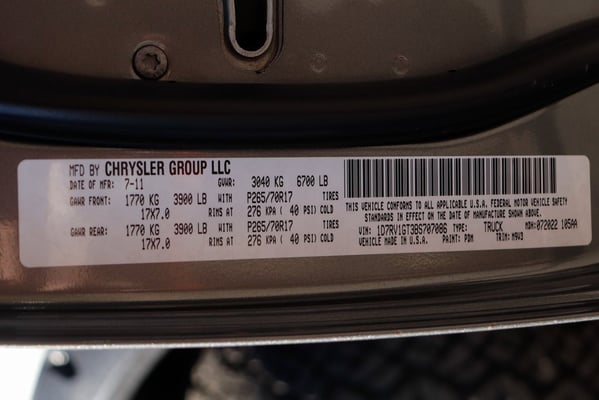 MFD BY CHRYSLER GROUP LLC
DATE OF MFR: 7-11 GVWR: 3040 KG 6700 LB
GAWR FRONT: 1770 KG 3900 LB WITH P265/70R17 TIRES
17X7.0 RIMS AT 276 KPA ( 40 PSI) COLD
GAWR REAR: 1770 KG 3900 LB WITH P265/70R17 TIRES
17X7.0 RIMS AT 276 KPA ( 40 PSI) COLD
THIS VEHICLE CONFORMS TO ALL APPLICABLE U.S.A. FEDERAL MOTOR VEHICLE SAFETY
STANDARDS IN EFFECT ON THE DATE OF MANUFACTURE SHOWN ABOVE.
VIN: 1D7RV1GT3BS707086 TYPE: TRUCK MDH: 072022 105AA
VEHICLE MADE IN U.S.A. PAINT: PDM TRIM: M9V3